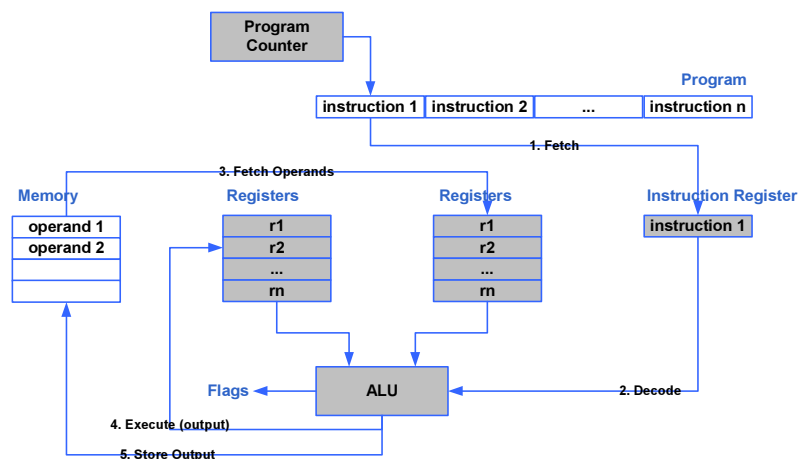 Program
Counter
Program
instruction 1 instruction 2 ... instruction n
1. Fetch
3. Fetch Operands
Memory Registers Registers Instruction Register
operand 1 r1 r1 instruction 1
operand 2 r2 r2
... ...
rn rn
Flags ALU 2. Decode
4. Execute (output)
5. Store Output